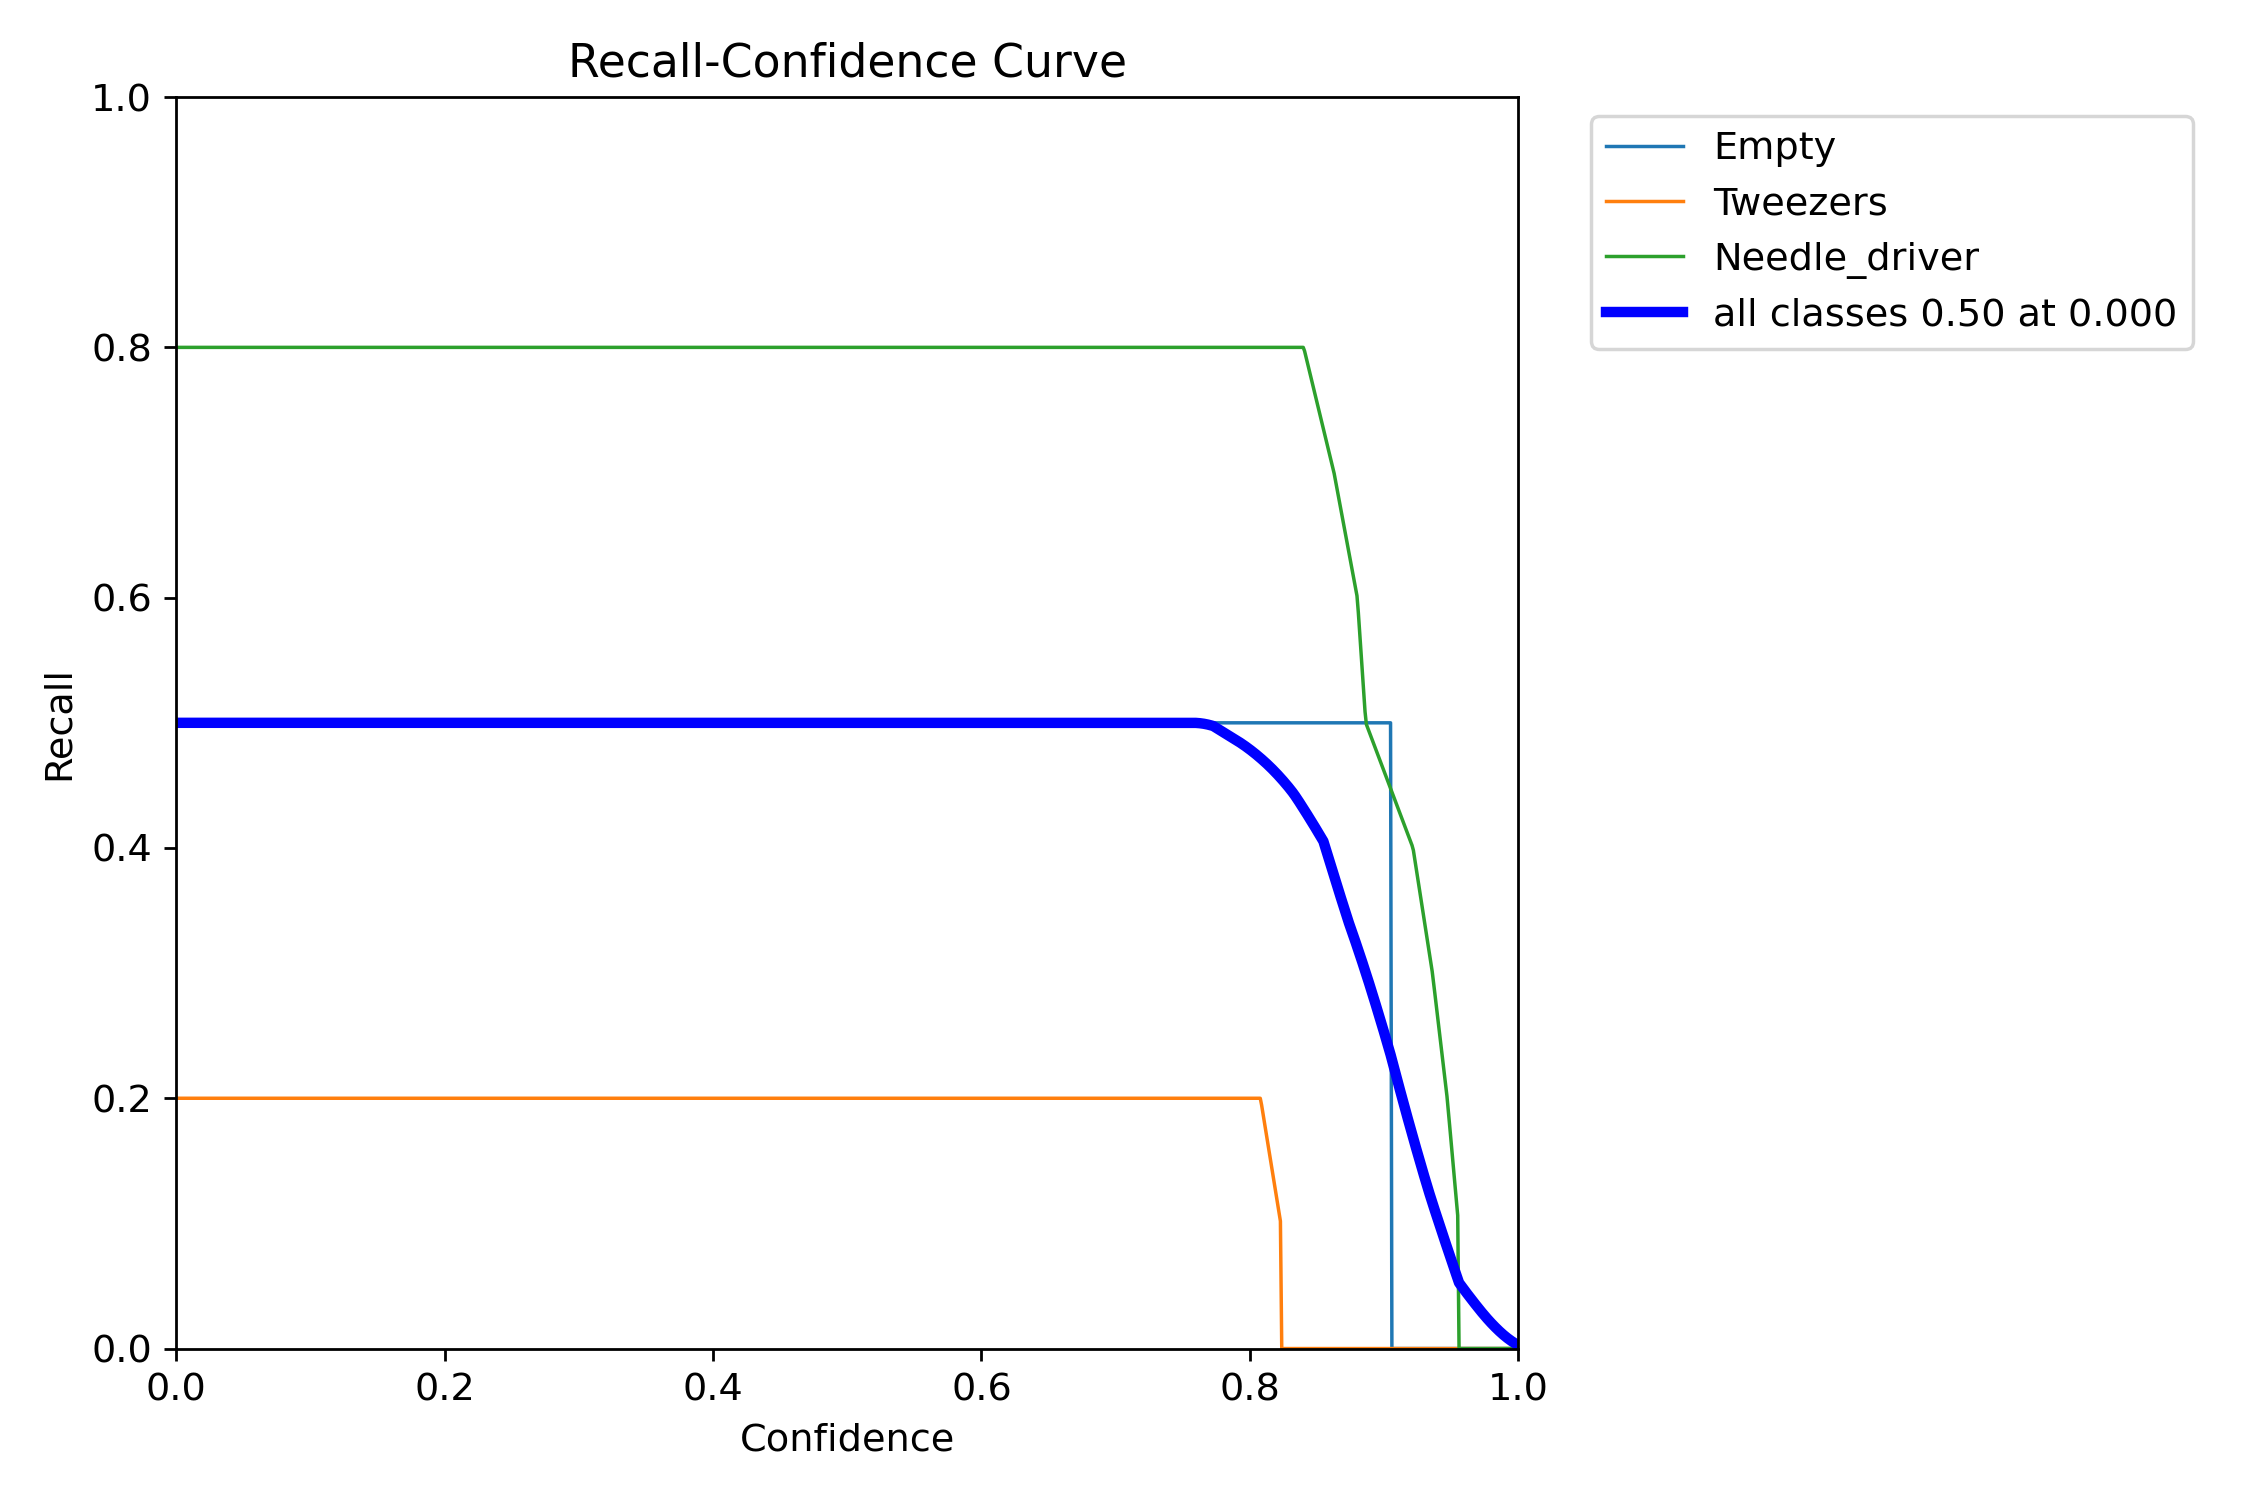 Recall-Confidence Curve
1.0
0.8
0.6
0.4
0.2
0.0
Recall
0.0 0.2 0.4 0.6 0.8 1.0
Confidence
Empty
Tweezers
Needle_driver
all classes 0.50 at 0.000